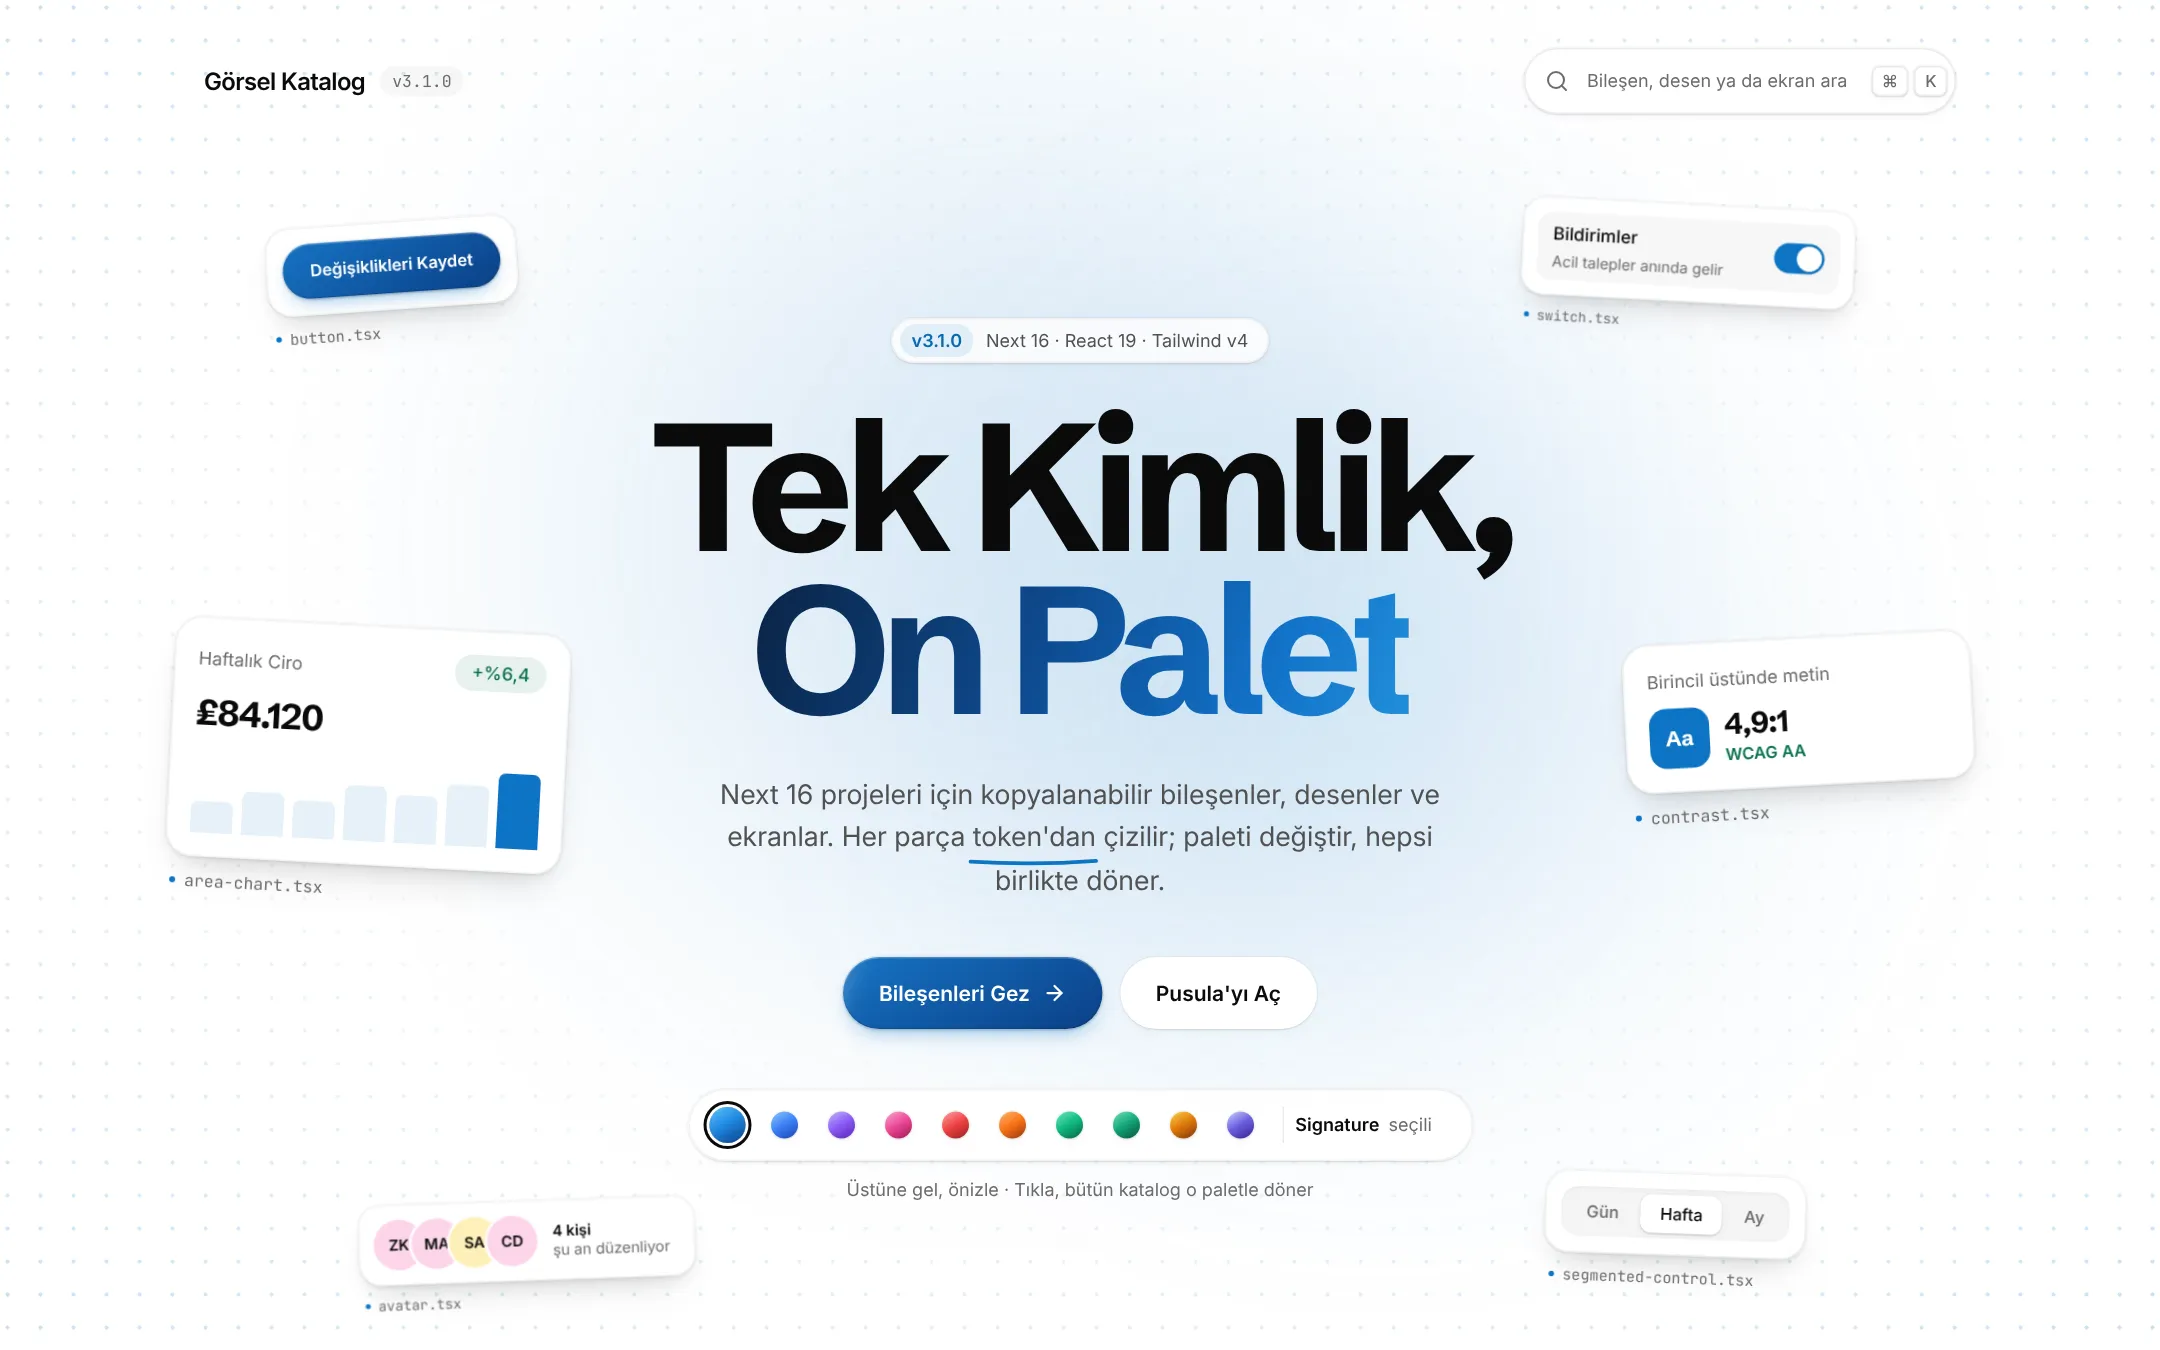 Görsel Katalog v3.1.0
Bileşen, desen ya da ekran ara ⌘ K
Değişiklikleri Kaydet
button.tsx
Bildirimler
Acil talepler anında gelir
switch.tsx
v3.1.0 Next 16 · React 19 · Tailwind v4
Tek Kimlik,
On Palet
Haftalık Ciro
+%6,4
£84.120
area-chart.tsx
Birincil üstünde metin
Aa
4,9:1
WCAG AA
contrast.tsx
Next 16 projeleri için kopyalanabilir bileşenler, desenler ve
ekranlar. Her parça token'dan çizilir; paleti değiştir, hepsi
birlikte döner.
Bileşenleri Gez →
Pusula'yı Aç
Signature seçili
Üstüne gel, önizle · Tıkla, bütün katalog o paletle döner
ZK MA SA CD
4 kişi
şu an düzenliyor
avatar.tsx
Gün Hafta Ay
segmented-control.tsx